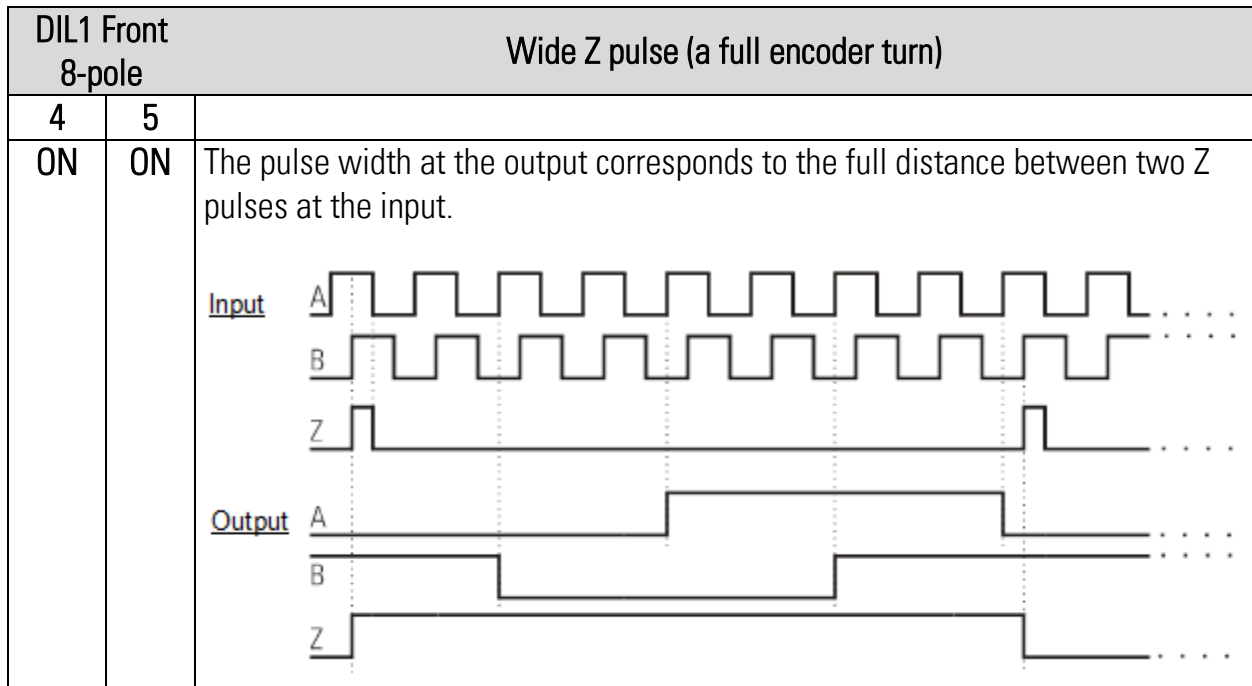 DIL1 Front
8-pole
Wide Z pulse (a full encoder turn)
4 5
ON ON The pulse width at the output corresponds to the full distance between two Z
pulses at the input.
Input A
B
Z
Output A
B
Z